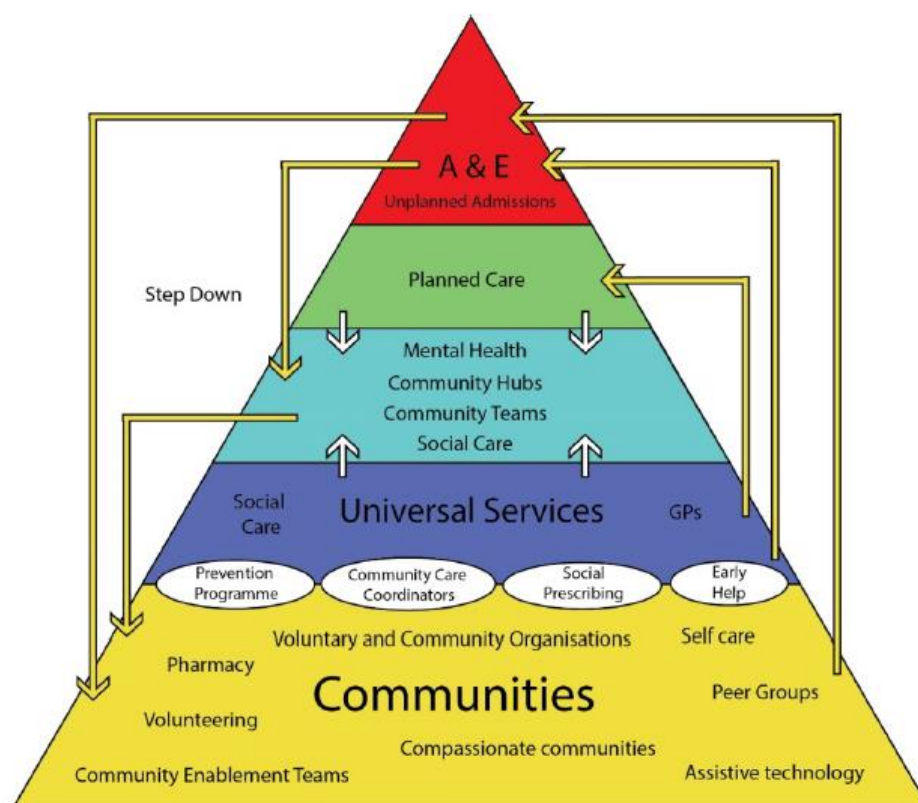 A & E
Unplanned Admissions
Planned Care
Step Down
Mental Health
Community Hubs
Community Teams
Social Care
Social
Care
Universal Services
GPs
Prevention
Programme
Community Care
Coordinators
Social
Prescribing
Early
Help
Voluntary and Community Organisations
Self care
Pharmacy
Communities
Peer Groups
Volunteering
Compassionate communities
Community Enablement Teams
Assistive technology